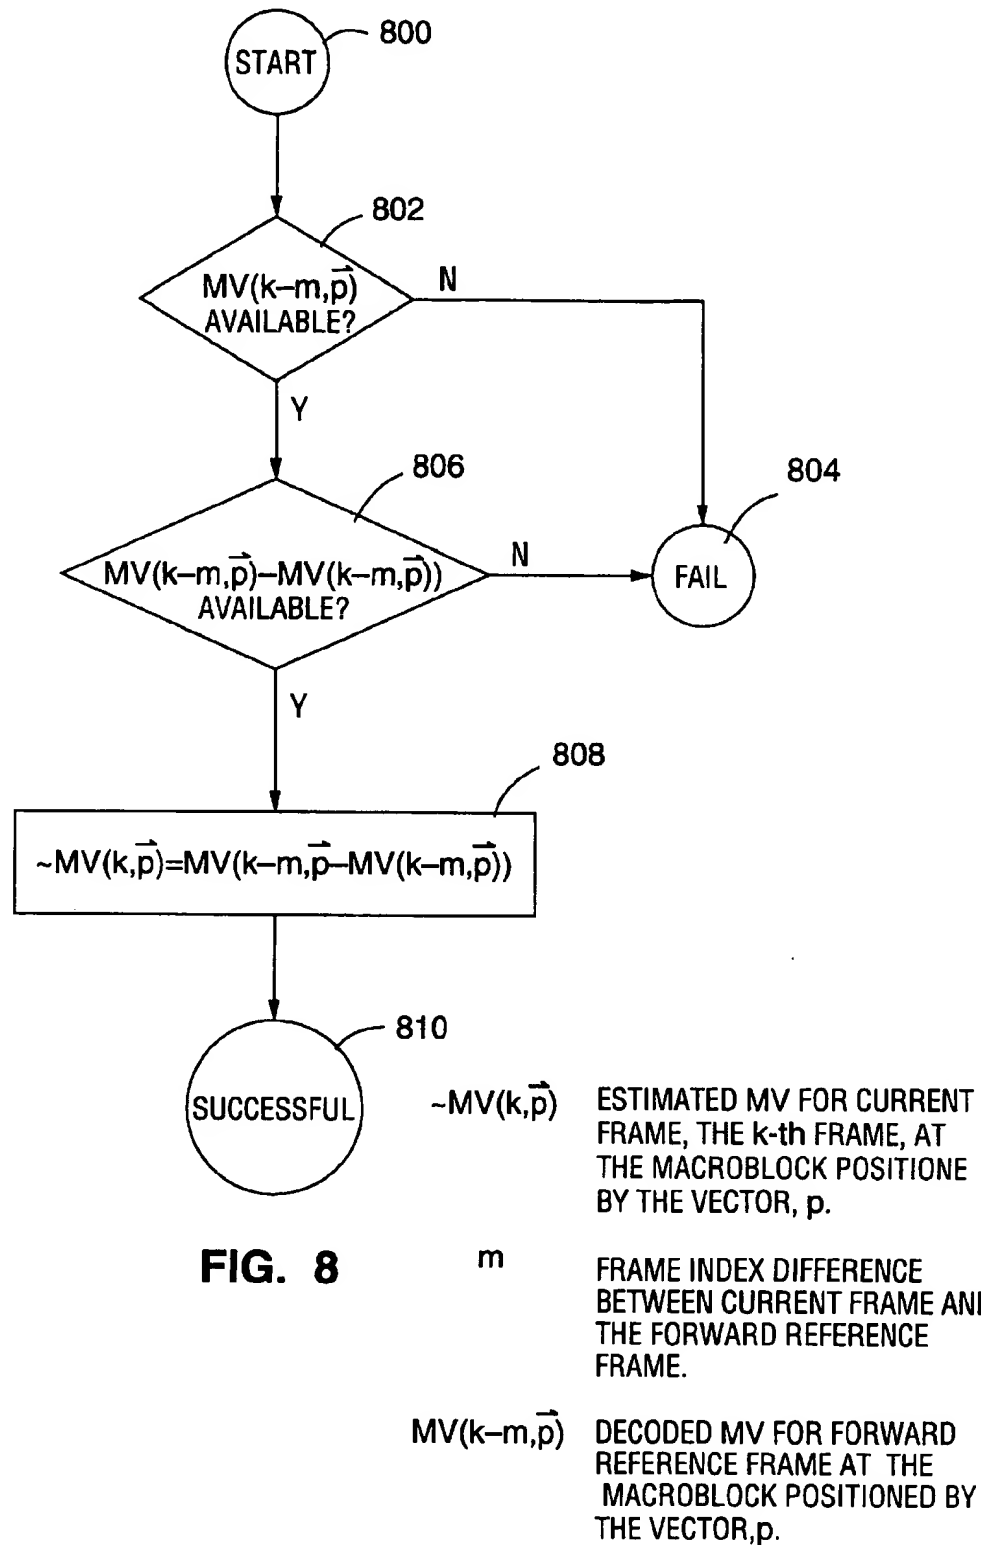 800
START
802
MV(k–m,p⃗)
AVAILABLE?
N
Y
806
804
MV(k–m,p⃗)–MV(k–m,p⃗))
AVAILABLE?
N
FAIL
Y
808
~MV(k,p⃗)=MV(k–m,p⃗–MV(k–m,p⃗))
810
SUCCESSFUL
~MV(k,p⃗) ESTIMATED MV FOR CURRENT
FRAME, THE k-th FRAME, AT
THE MACROBLOCK POSITIONE
BY THE VECTOR, p.
FIG. 8
m FRAME INDEX DIFFERENCE
BETWEEN CURRENT FRAME AN
THE FORWARD REFERENCE
FRAME.
MV(k–m,p⃗) DECODED MV FOR FORWARD
REFERENCE FRAME AT THE
MACROBLOCK POSITIONED BY
THE VECTOR,p.